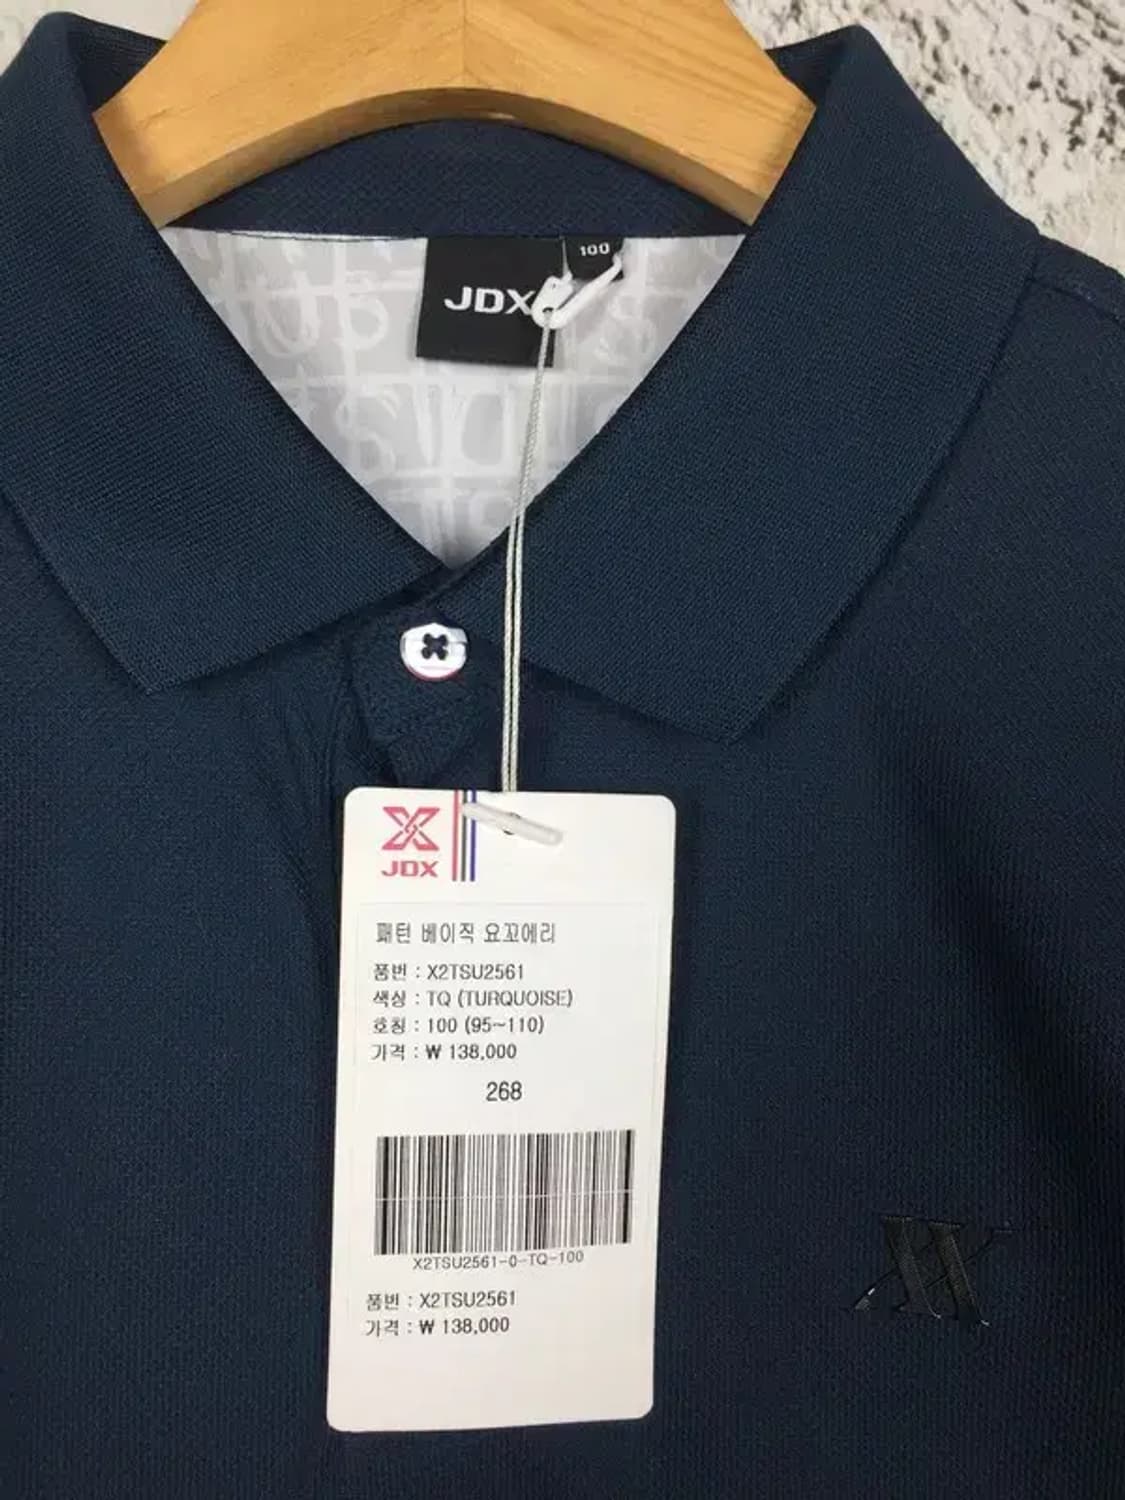 100
JDX
JDX
패턴 베이직 요꼬에리
품번 : X2TSU2561
색상 : TQ (TURQUOISE)
호칭 : 100 (95~110)
가격 : ₩ 138,000
268
X2TSU2561-0-TQ-100
품번 : X2TSU2561
가격 : ₩ 138,000